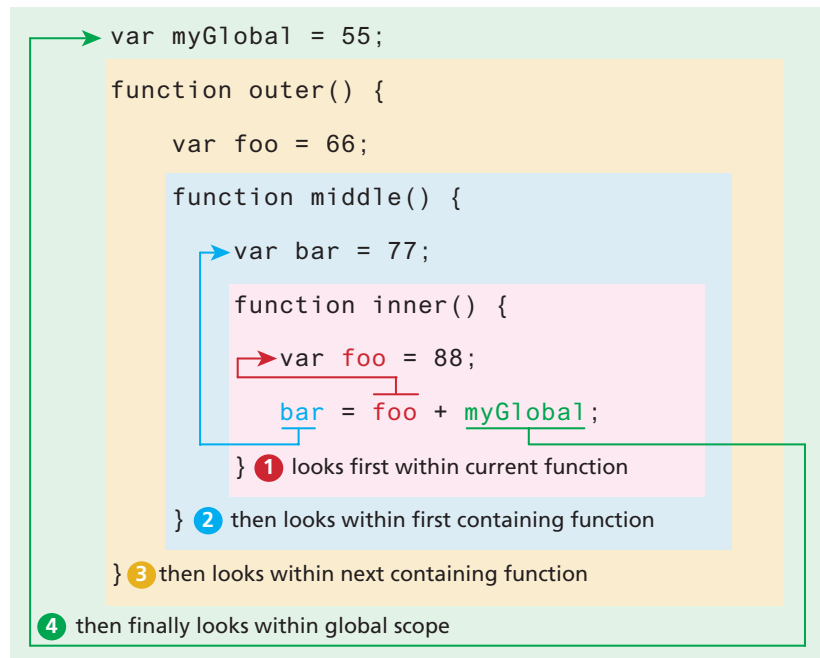 var myGlobal = 55;
function outer() {
var foo = 66;
function middle() {
var bar = 77;
function inner() {
var foo = 88;
bar = foo + myGlobal;
} 1 looks first within current function
} 2 then looks within first containing function
} 3 then looks within next containing function
4 then finally looks within global scope